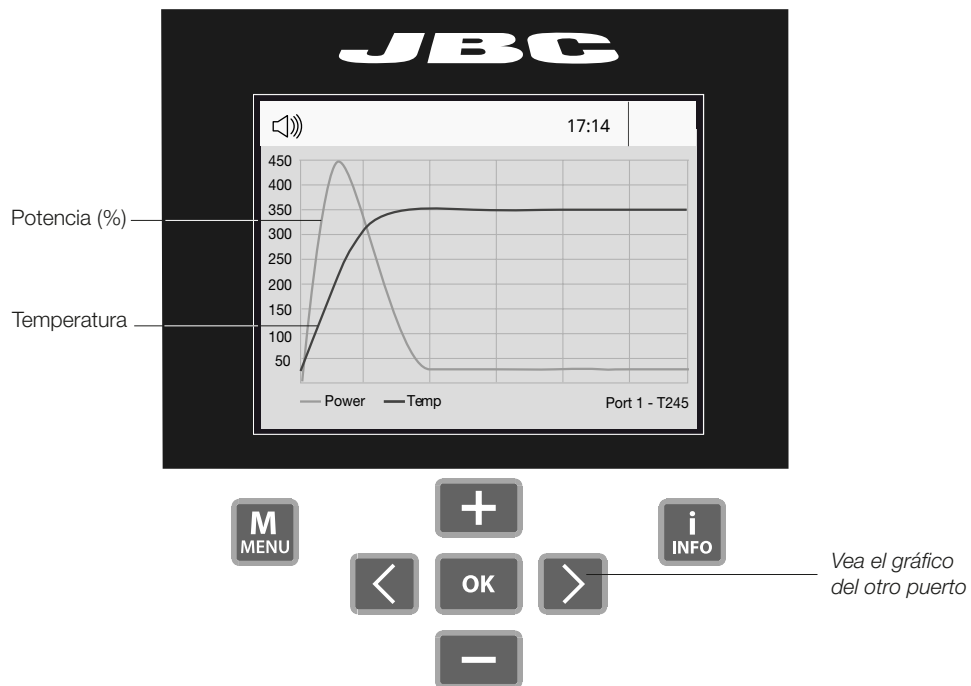 JBC
17:14
450
400
350
300
250
200
150
100
50
Power Temp Port 1 - T245
Potencia (%)
Temperatura
M
MENU
OK
i
INFO
Vea el gráfico
del otro puerto